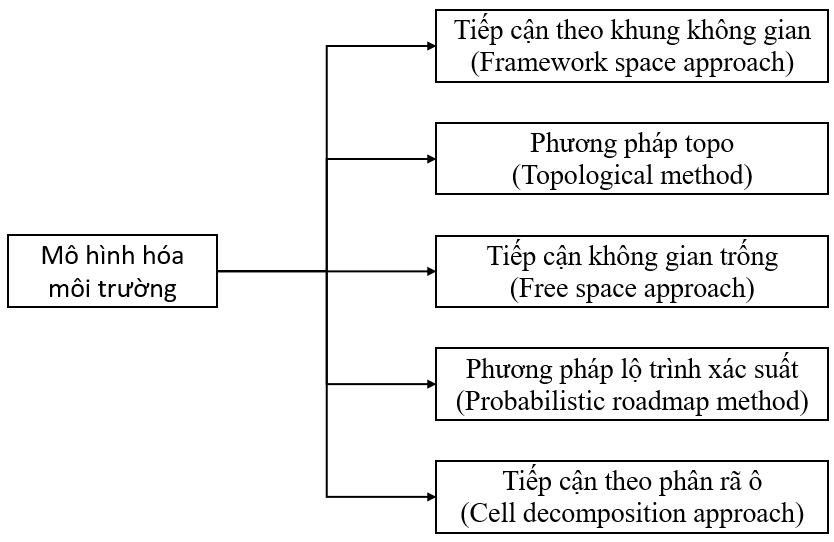 Tiếp cận theo khung không gian
(Framework space approach)
Phương pháp topo
(Topological method)
Mô hình hóa
môi trường
Tiếp cận không gian trống
(Free space approach)
Phương pháp lộ trình xác suất
(Probabilistic roadmap method)
Tiếp cận theo phân rã ô
(Cell decomposition approach)